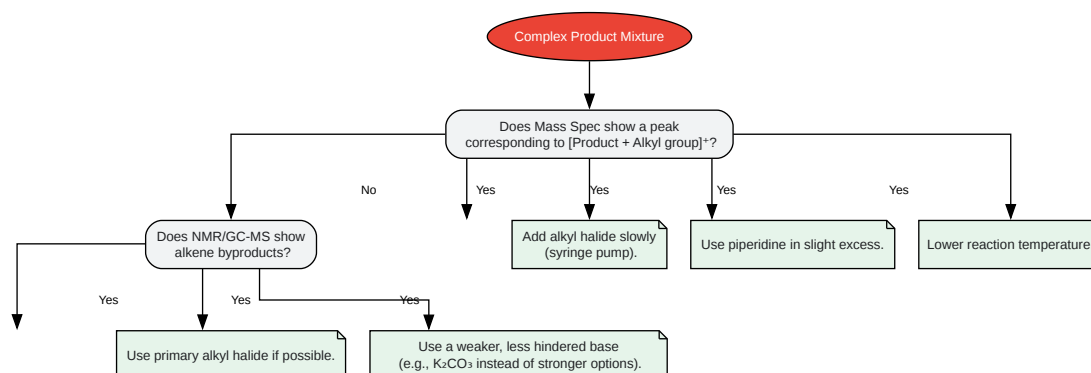 Complex Product Mixture
Does Mass Spec show a peak
corresponding to [Product + Alkyl group]⁺?
No
Yes
Yes
Yes
Yes
Does NMR/GC-MS show
alkene byproducts?
Add alkyl halide slowly
(syringe pump).
Use piperidine in slight excess.
Lower reaction temperature
Yes
Yes
Yes
Use primary alkyl halide if possible.
Use a weaker, less hindered base
(e.g., K₂CO₃ instead of stronger options).